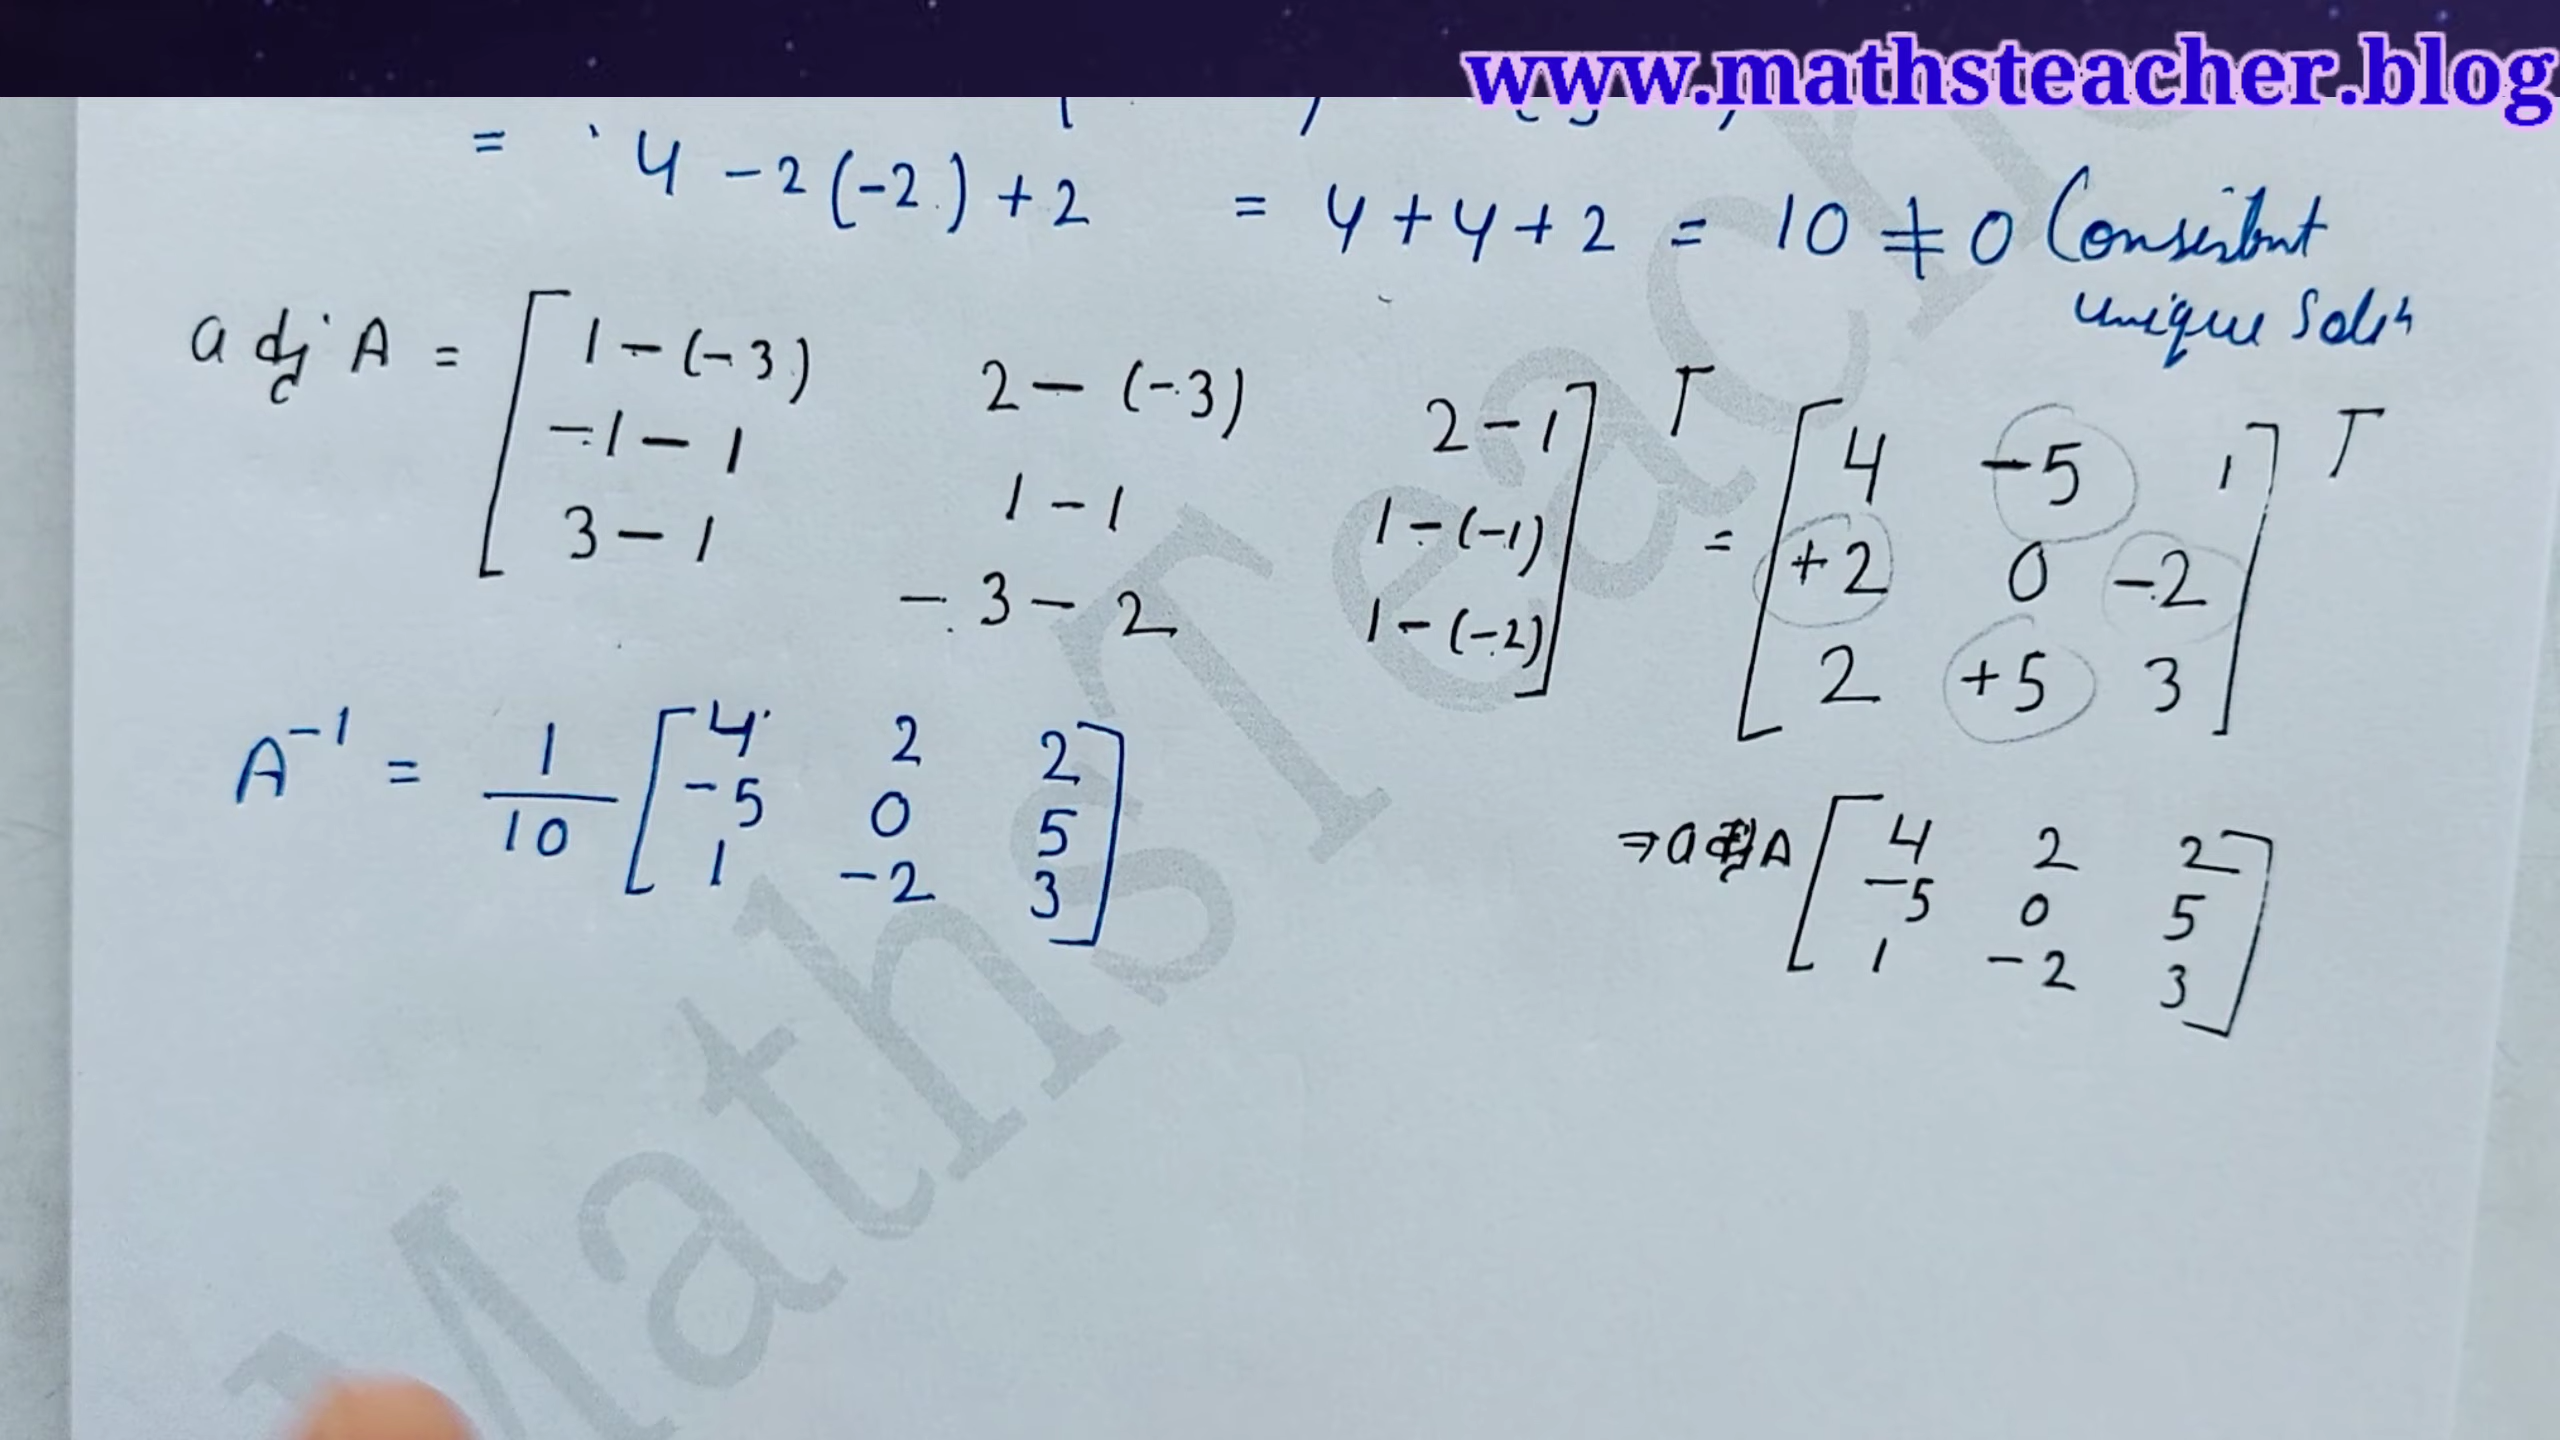 www.mathsteacher.blog
= 4 - 2(-2) + 2 = 4 + 4 + 2 = 10 ≠ 0 Consistent
unique Soln
adj A = [ 1-(-3) 2-(-3) 2-1 ] T = [ 4 -5 1 ] T
-1-1 1-1 1-(-1) +2 0 -2
3-1 -3-2 1-(-2) 2 +5 3
A^-1 = 1/10 [ 4 2 2 ]
-5 0 5
1 -2 3
⇒ adj A [ 4 2 2 ]
-5 0 5
1 -2 3
MathsTeacher